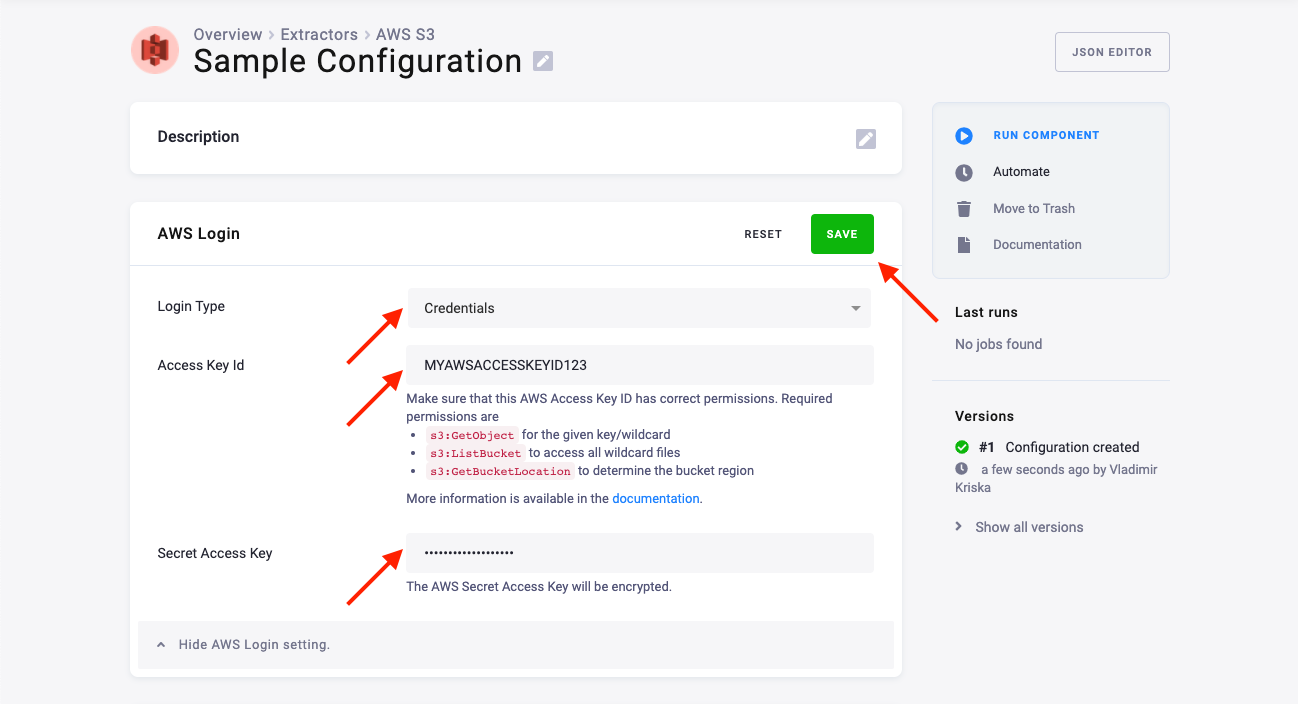 Overview > Extractors > AWS S3
Sample Configuration
JSON EDITOR
Description
AWS Login
RESET
SAVE
Login Type
Credentials
Access Key Id
MYAWSACCESSKEYID123
Make sure that this AWS Access Key ID has correct permissions. Required
permissions are
• s3:GetObject for the given key/wildcard
• s3:ListBucket to access all wildcard files
• s3:GetBucketLocation to determine the bucket region
More information is available in the documentation.
Secret Access Key
•••••••••••••••••••
The AWS Secret Access Key will be encrypted.
Hide AWS Login setting.
RUN COMPONENT
Automate
Move to Trash
Documentation
Last runs
No jobs found
Versions
#1 Configuration created
a few seconds ago by Vladimir
Kriska
Show all versions